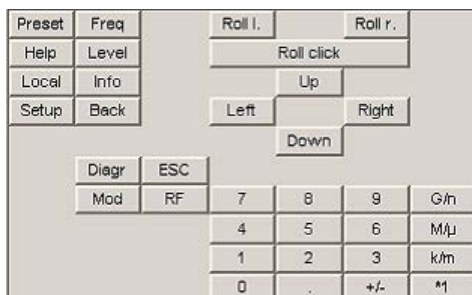 Preset Freq Roll l. Roll r.
Help Level Roll click
Local Info Up
Setup Back Left Right
Down
Diagr ESC
Mod RF 7 8 9 G/n
4 5 6 M/µ
1 2 3 k/m
0 . +/- *1